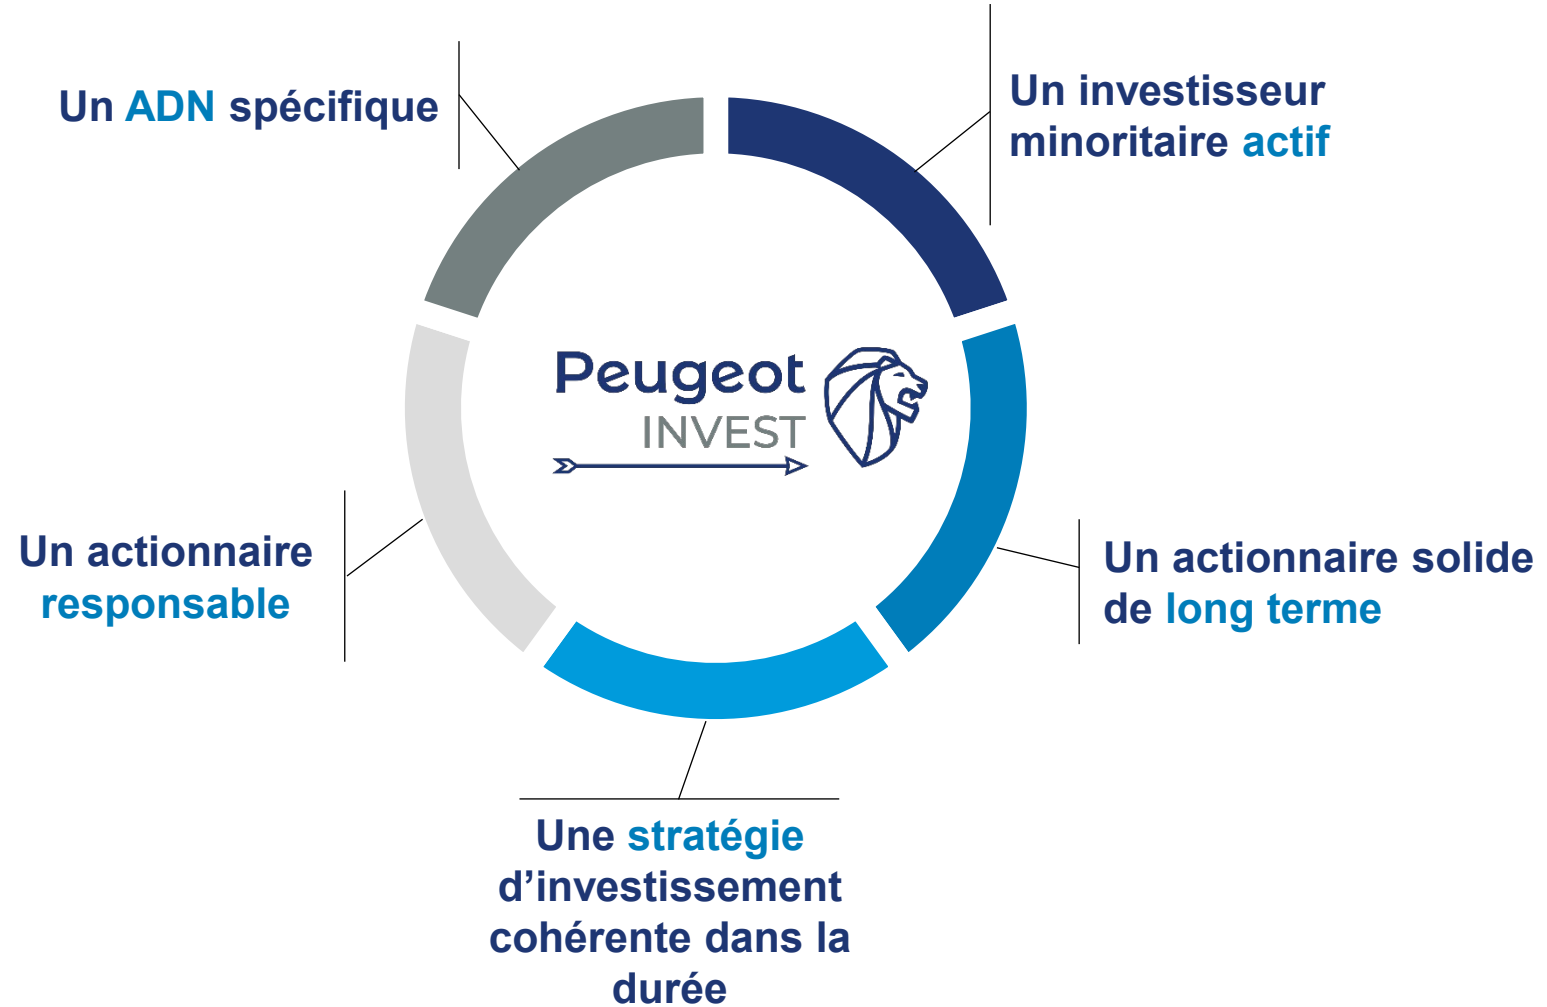 Un ADN spécifique
Un investisseur
minoritaire actif
Peugeot
INVEST
Un actionnaire
responsable
Un actionnaire solide
de long terme
Une stratégie
d’investissement
cohérente dans la
durée